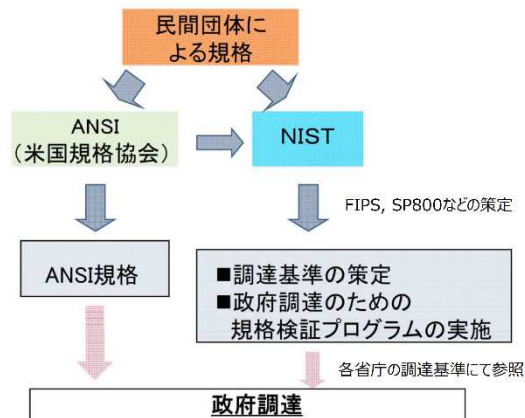 民間団体に
よる規格
ANSI
(米国規格協会)
NIST
FIPS, SP800などの策定
ANSI規格
■調達基準の策定
■政府調達のための
規格検証プログラムの実施
各省庁の調達基準にて参照
政府調達